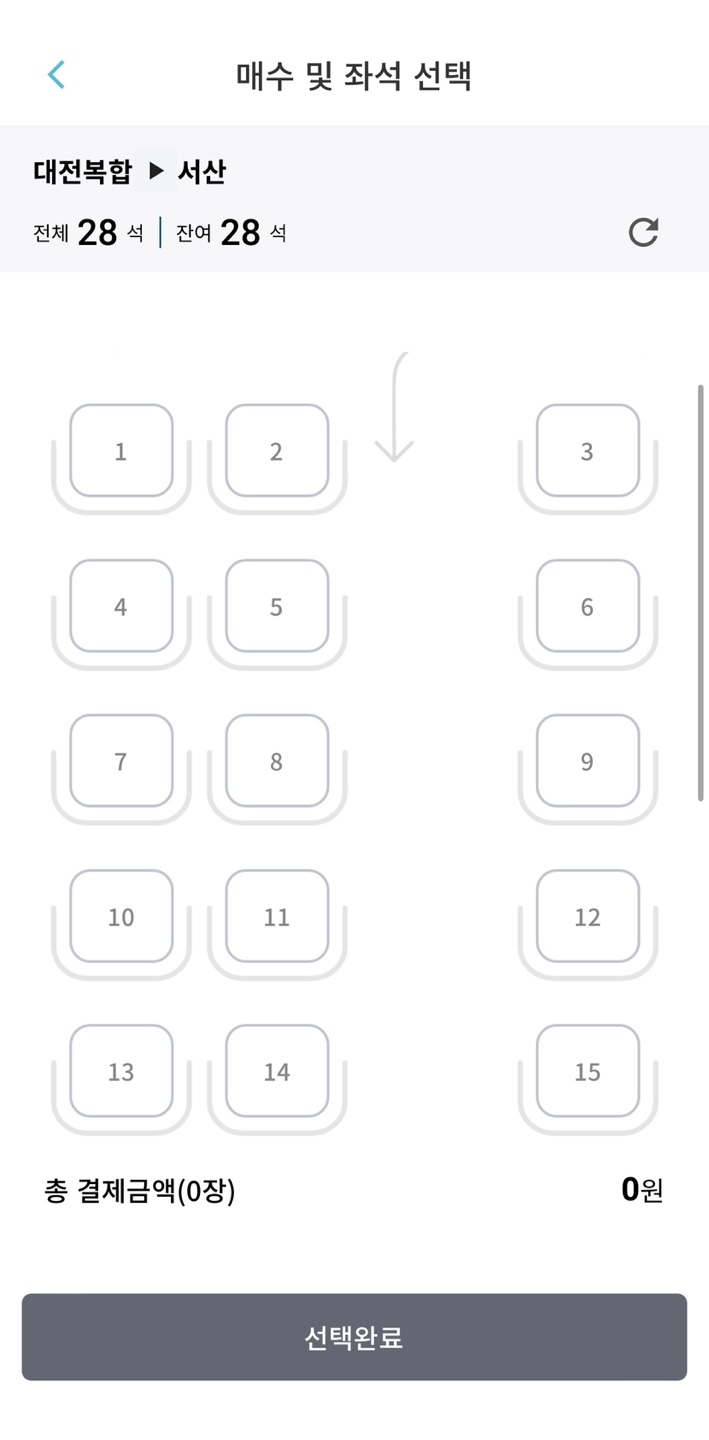 매수 및 좌석 선택
대전복합 ▶ 서산
전체 28 석 | 잔여 28 석
1 2 3
4 5 6
7 8 9
10 11 12
13 14 15
총 결제금액(0장) 0원
선택완료